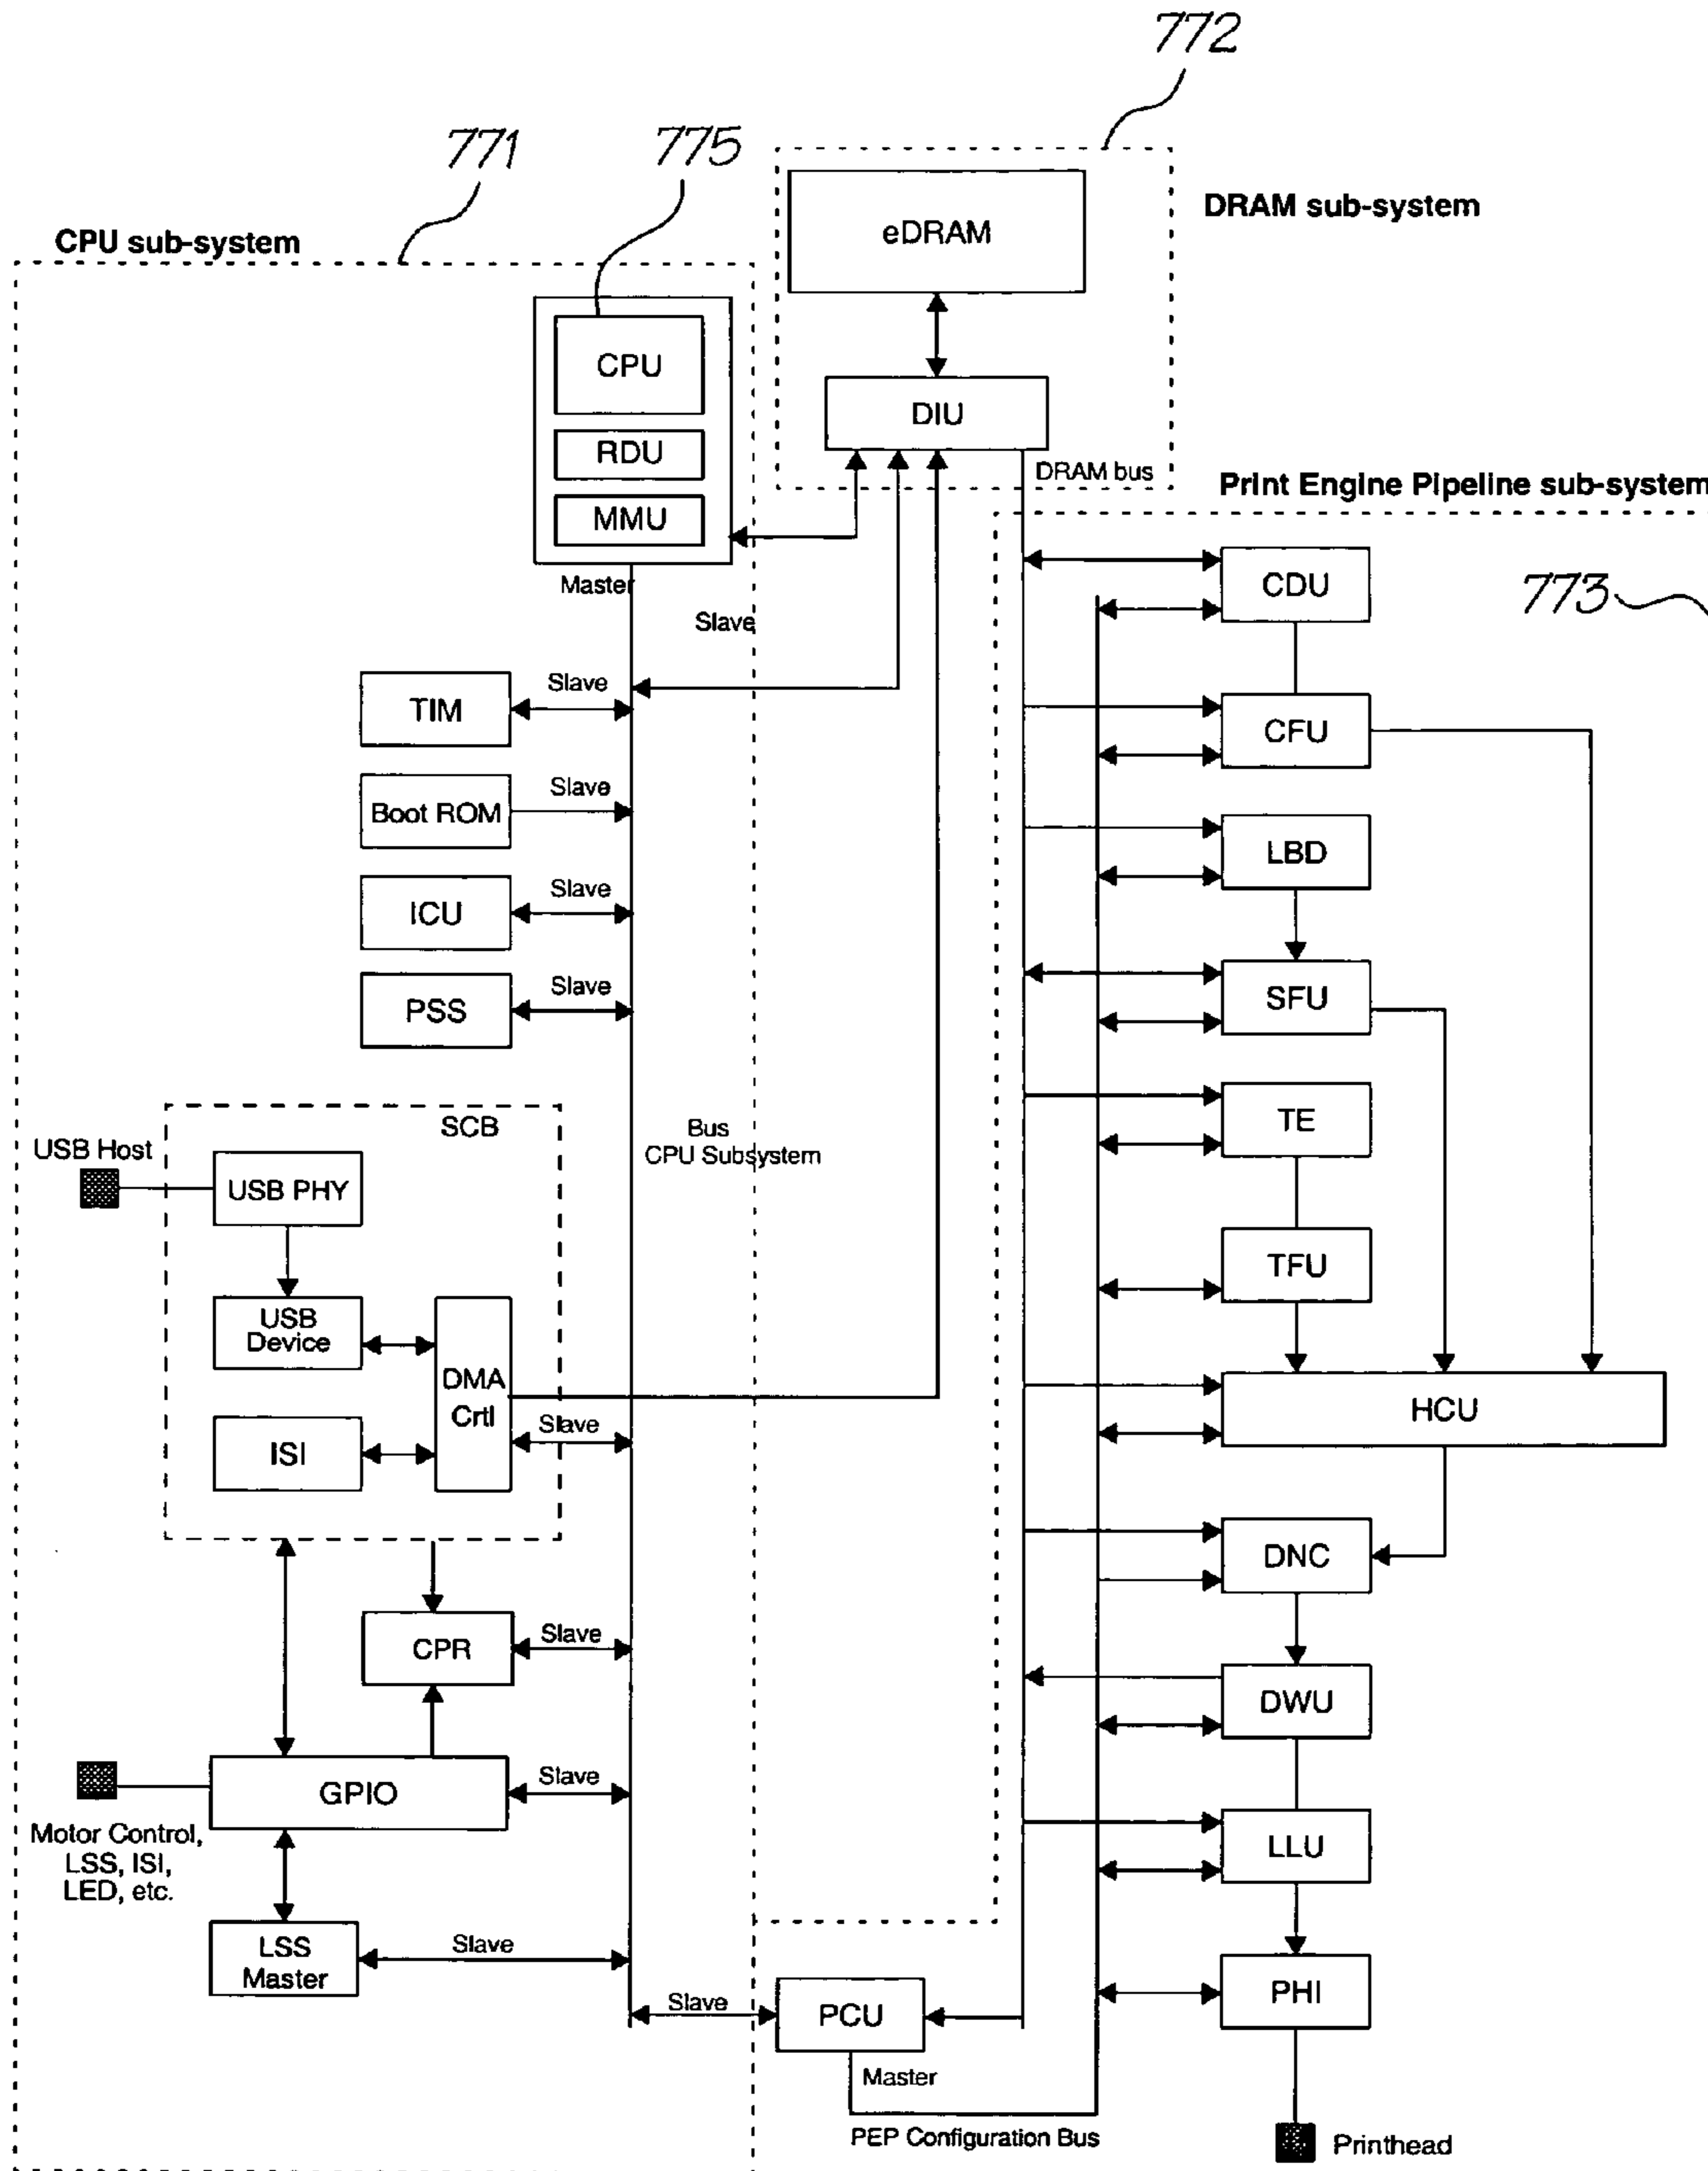 772
771
775
DRAM sub-system
CPU sub-system
eDRAM
CPU
DIU
RDU
DRAM bus
Print Engine Pipeline sub-system
MMU
Master
CDU
773
Slave
Slave
TIM
CFU
Slave
Boot ROM
LBD
Slave
ICU
Slave
PSS
SFU
SCB
TE
Bus
CPU Subsystem
USB Host
USB PHY
TFU
USB
Device
DMA
Crtl
HCU
Slave
ISI
DNC
Slave
CPR
DWU
Slave
GPIO
Motor Control,
LSS, ISI,
LED, etc.
LLU
LSS
Master
Slave
PHI
Slave
PCU
Master
PEP Configuration Bus
Printhead